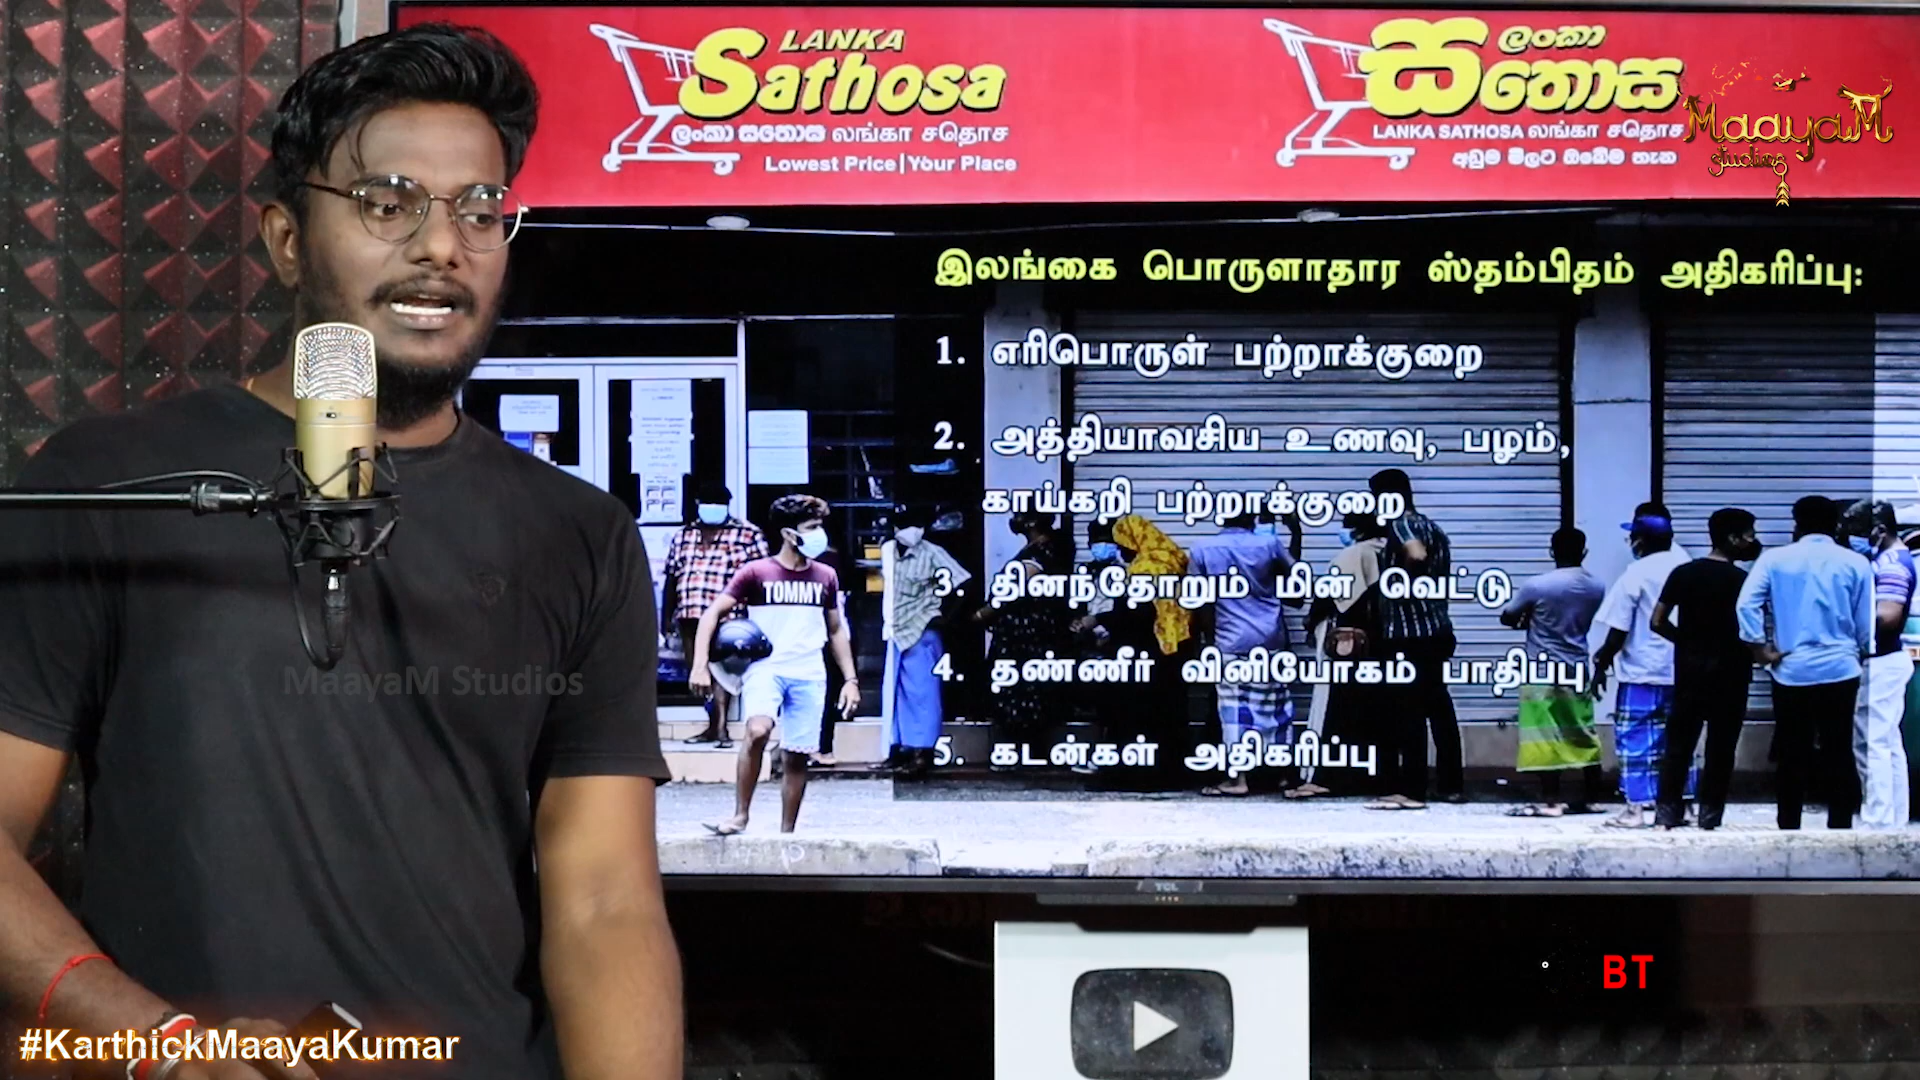 LANKA
Sathosa
ලංකා සතොස லங்கா சதொச
Lowest Price|Your Place
ලංකා
සතොස
LANKA SATHOSA லங்கா சதொச
අඩුම මිලට ඔබේම තැන
MaayaM
studios
இலங்கை பொருளாதார ஸ்தம்பிதம் அதிகரிப்பு:
1. எரிபொருள் பற்றாக்குறை
2. அத்தியாவசிய உணவு, பழம்,
காய்கறி பற்றாக்குறை
3. தினந்தோறும் மின் வெட்டு
4. தண்ணீர் வினியோகம் பாதிப்பு
5. கடன்கள் அதிகரிப்பு
TOMMY
MaayaM Studios
TCL
BT
#KarthickMaayaKumar